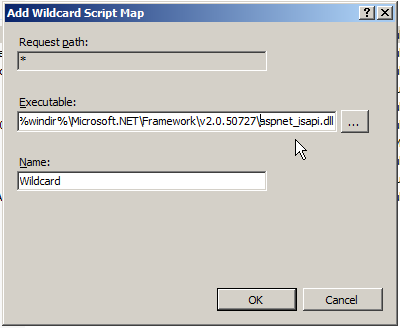 Add Wildcard Script Map
Request path:
*
Executable:
%windir%\Microsoft.NET\Framework\v2.0.50727\aspnet_isapi.dll
...
Name:
Wildcard
OK
Cancel